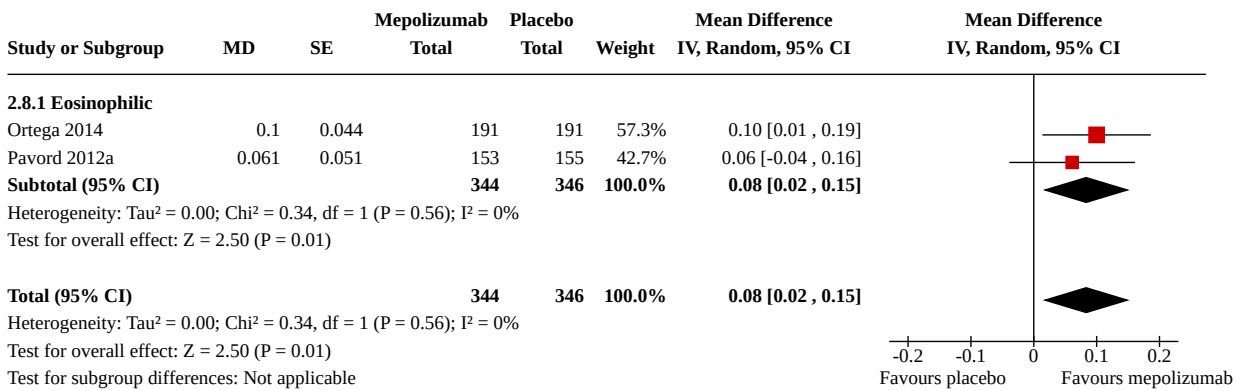 Mepolizumab Placebo Mean Difference Mean Difference
Study or Subgroup MD SE Total Total Weight IV, Random, 95% CI IV, Random, 95% CI
2.8.1 Eosinophilic
Ortega 2014 0.1 0.044 191 191 57.3% 0.10 [0.01 , 0.19]
Pavord 2012a 0.061 0.051 153 155 42.7% 0.06 [-0.04 , 0.16]
Subtotal (95% CI) 344 346 100.0% 0.08 [0.02 , 0.15]
Heterogeneity: Tau² = 0.00; Chi² = 0.34, df = 1 (P = 0.56); I² = 0%
Test for overall effect: Z = 2.50 (P = 0.01)
Total (95% CI) 344 346 100.0% 0.08 [0.02 , 0.15]
Heterogeneity: Tau² = 0.00; Chi² = 0.34, df = 1 (P = 0.56); I² = 0%
Test for overall effect: Z = 2.50 (P = 0.01)
-0.2 -0.1 0 0.1 0.2
Test for subgroup differences: Not applicable Favours placebo Favours mepolizumab